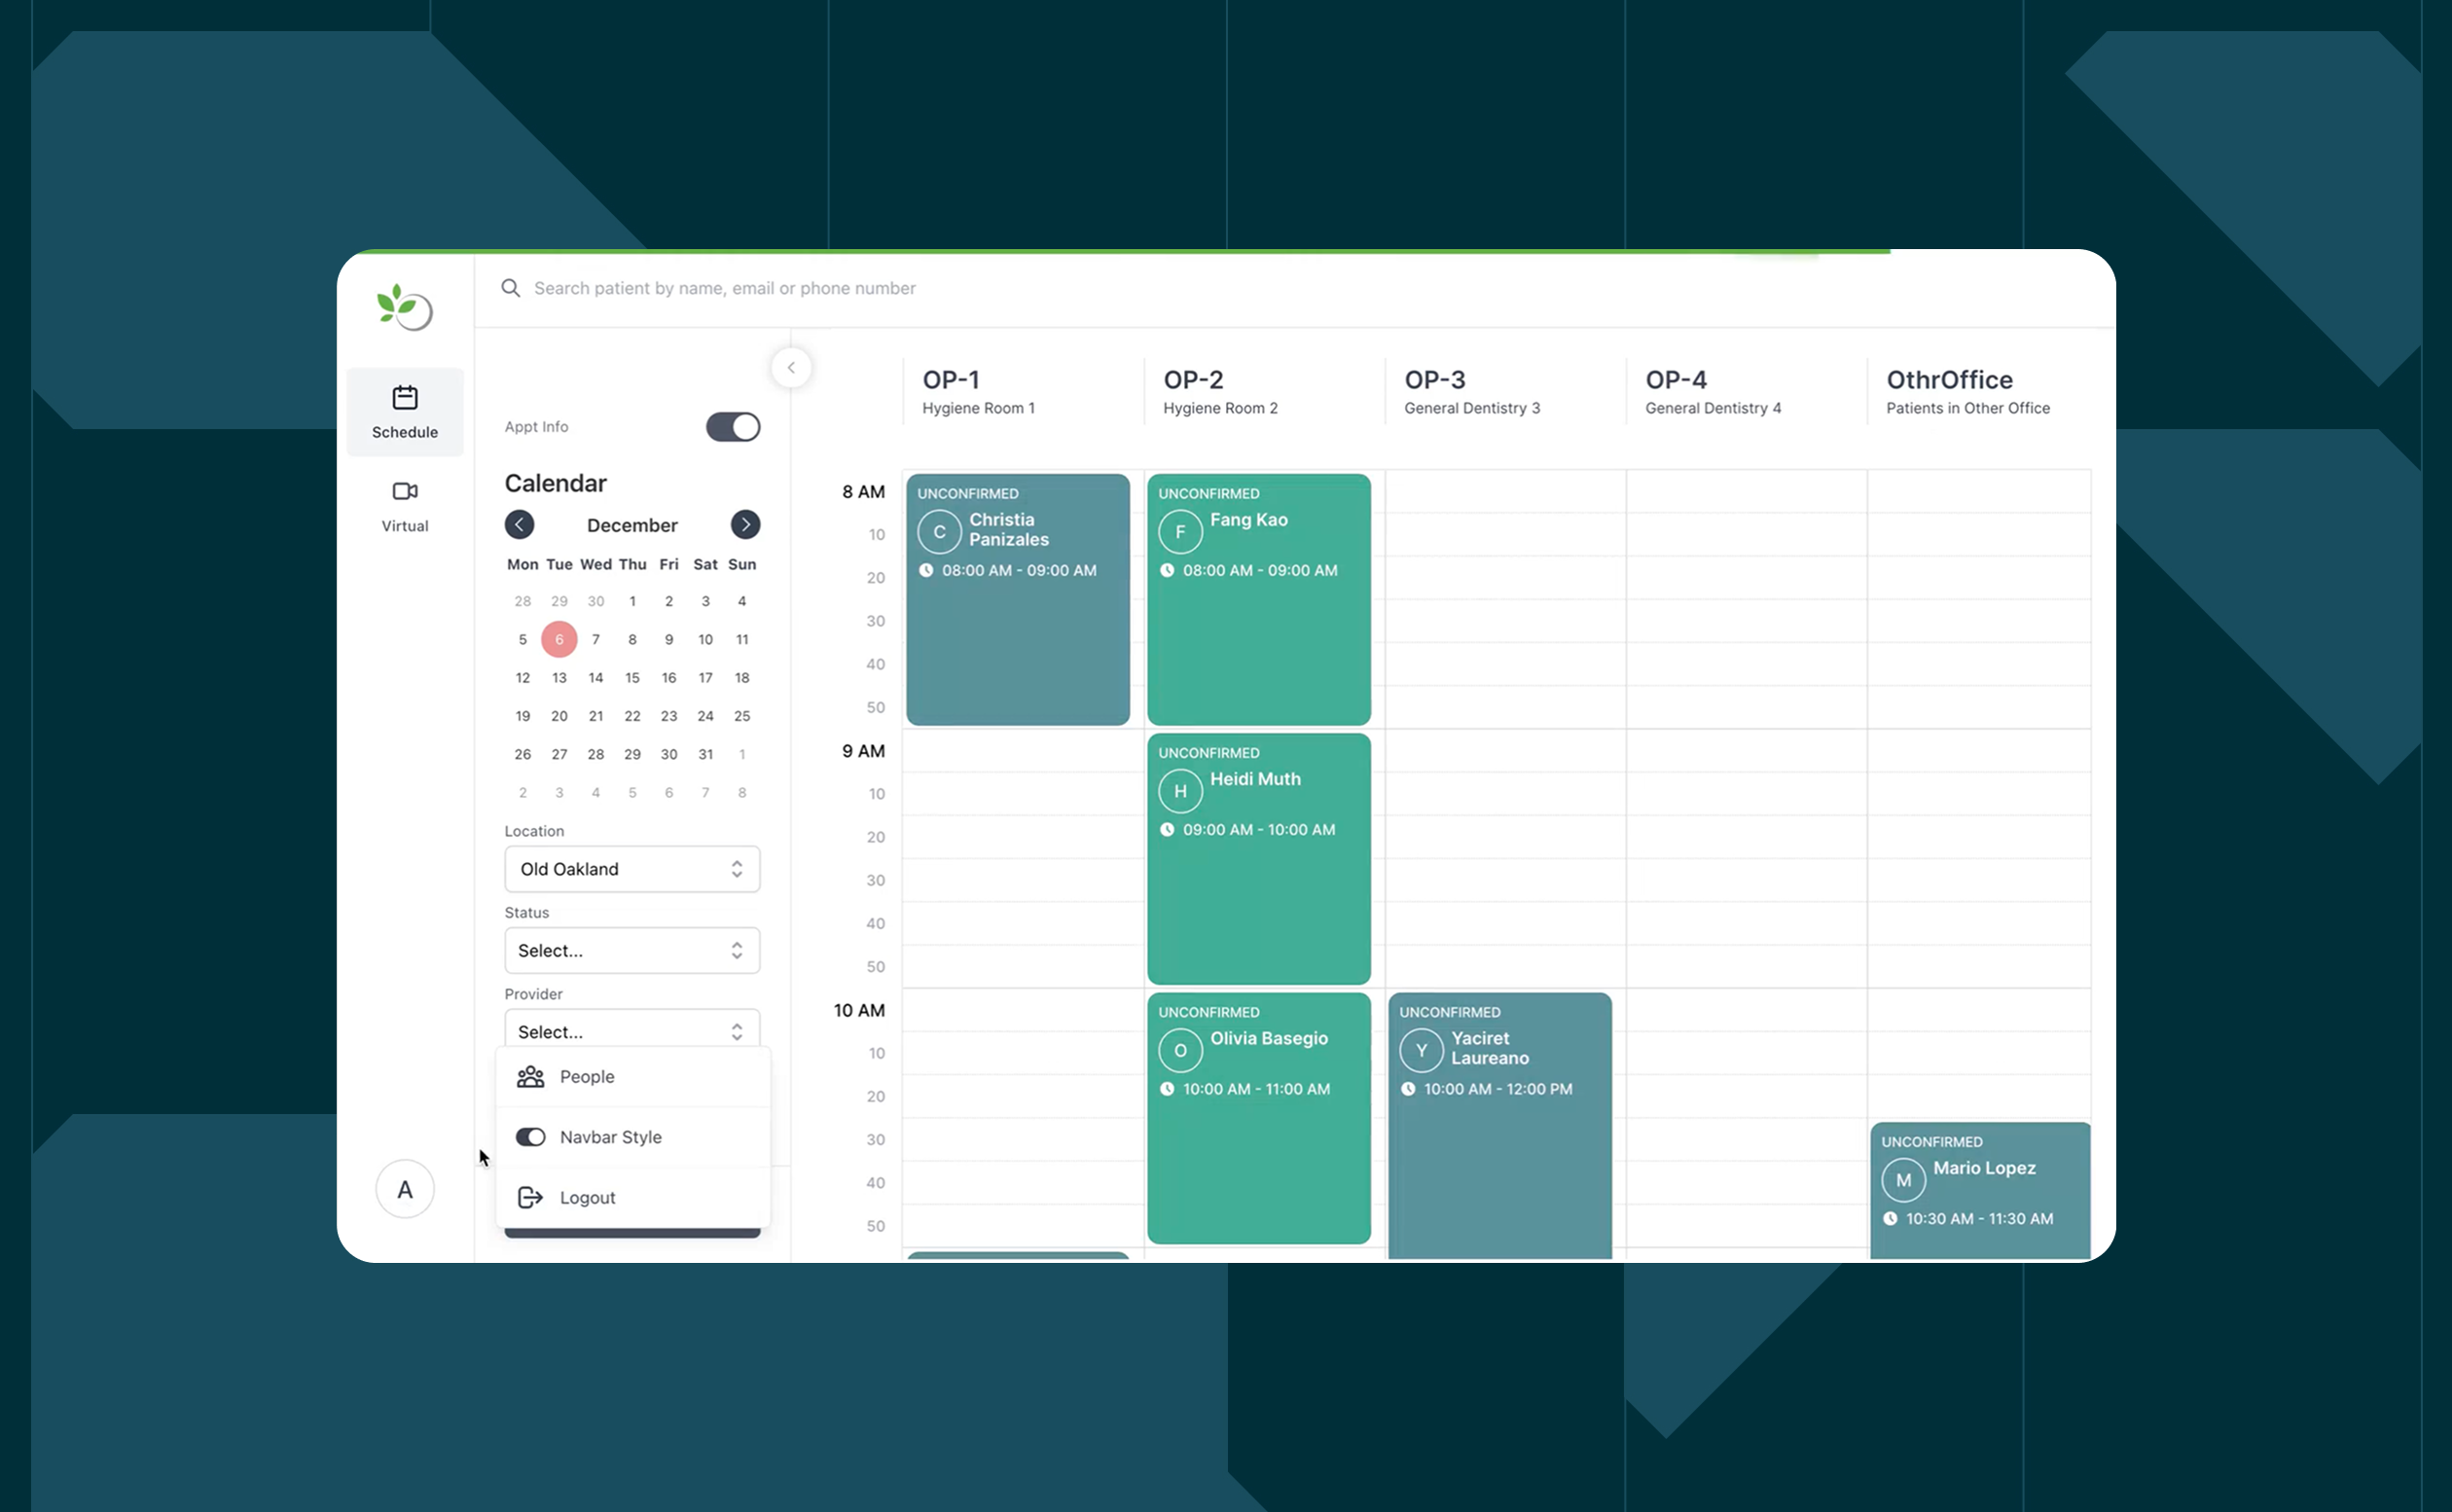 Search patient by name, email or phone number
Schedule
Virtual
A
Appt Info
Calendar
December
Mon Tue Wed Thu Fri Sat Sun
28 29 30 1 2 3 4
5 6 7 8 9 10 11
12 13 14 15 16 17 18
19 20 21 22 23 24 25
26 27 28 29 30 31 1
2 3 4 5 6 7 8
Location
Old Oakland
Status
Select...
Provider
Select...
People
Navbar Style
Logout
OP-1
Hygiene Room 1
OP-2
Hygiene Room 2
OP-3
General Dentistry 3
OP-4
General Dentistry 4
OthrOffice
Patients in Other Office
8 AM
10
20
30
40
50
9 AM
10
20
30
40
50
10 AM
10
20
30
40
50
UNCONFIRMED
C
Christia
Panizales
08:00 AM - 09:00 AM
UNCONFIRMED
F
Fang Kao
08:00 AM - 09:00 AM
UNCONFIRMED
H
Heidi Muth
09:00 AM - 10:00 AM
UNCONFIRMED
O
Olivia Basegio
10:00 AM - 11:00 AM
UNCONFIRMED
Y
Yaciret
Laureano
10:00 AM - 12:00 PM
UNCONFIRMED
M
Mario Lopez
10:30 AM - 11:30 AM